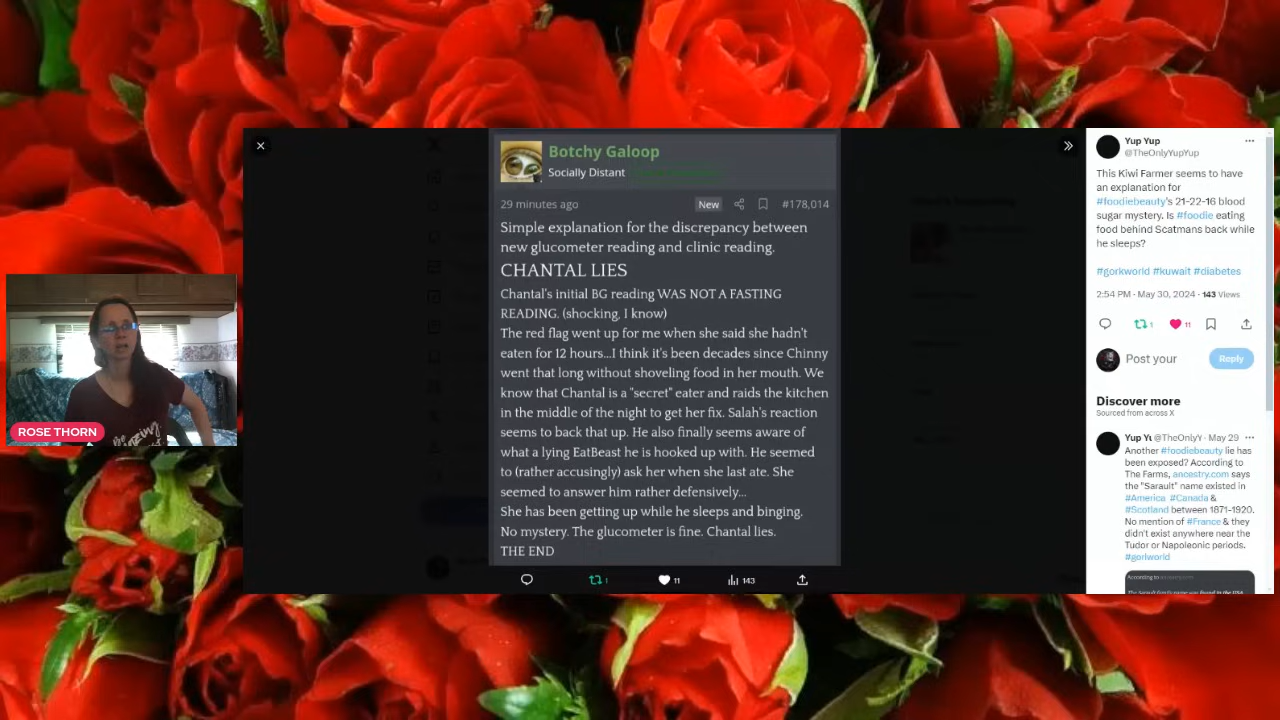 Botchy Galoop
Socially Distant
29 minutes ago
New
#178,014
Simple explanation for the discrepancy between
new glucometer reading and clinic reading.
CHANTAL LIES
Chantal's initial BG reading WAS NOT A FASTING
READING. (shocking, I know)
The red flag went up for me when she said she hadn't
eaten for 12 hours...I think it's been decades since Chinny
went that long without shoveling food in her mouth. We
know that Chantal is a "secret" eater and raids the kitchen
in the middle of the night to get her fix. Salah's reaction
seems to back that up. He also finally seems aware of
what a lying EatBeast he is hooked up with. He seemed
to (rather accusingly) ask her when she last ate. She
seemed to answer him rather defensively...
She has been getting up while he sleeps and binging.
No mystery. The glucometer is fine. Chantal lies.
THE END
1
11
143
Yup Yup
@TheOnlyYupYup
This Kiwi Farmer seems to have
an explanation for
#foodiebeauty's 21-22-16 blood
sugar mystery. Is #foodie eating
food behind Scatmans back while
he sleeps?
#gorkworld #kuwait #diabetes
2:54 PM · May 30, 2024 · 143 Views
1
11
Post your
Reply
Discover more
Sourced from across X
Yup Yu @TheOnlyY · May 29
Another #foodiebeauty lie has
been exposed? According to
The Farms, ancestry.com says
the "Sarault" name existed in
#America #Canada &
#Scotland between 1871-1920.
No mention of #France & they
didn't exist anywhere near the
Tudor or Napoleonic periods.
#gorlworld
According to
ROSE THORN